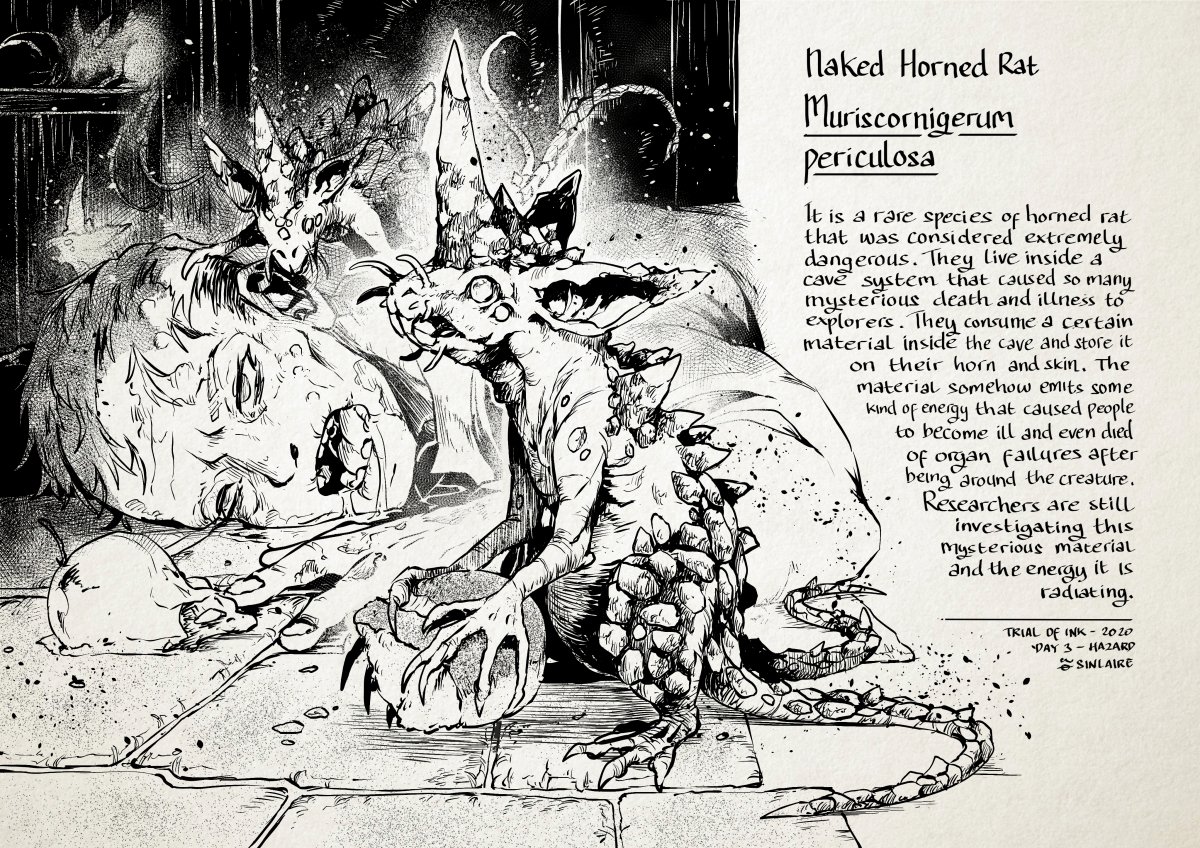 Naked Horned Rat
Muriscornigerum
periculosa
It is a rare species of horned rat
that was considered extremely
dangerous. They live inside a
cave system that caused so many
mysterious death and illness to
explorers. They consume a certain
material inside the cave and store it
on their horn and skin. The
material somehow emits some
kind of energy that caused people
to become ill and even died
of organ failures after
being around the creature.
Researchers are still
investigating this
mysterious material
and the energy it is
radiating.
TRIAL OF INK - 2020
DAY 3 - HAZARD
SINLAIRE